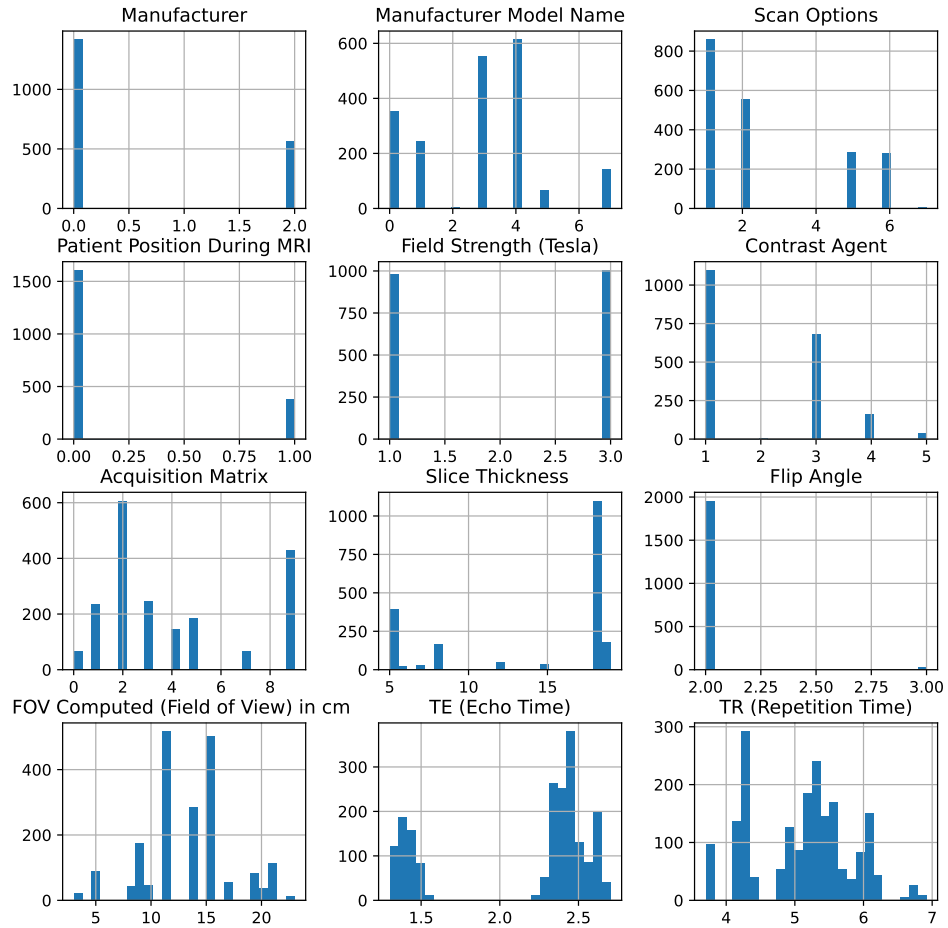 Manufacturer
Manufacturer Model Name
Scan Options
1000
500
0
0.0 0.5 1.0 1.5 2.0
600
400
200
0
0 2 4 6
800
600
400
200
0
2 4 6
Patient Position During MRI
Field Strength (Tesla)
Contrast Agent
1500
1000
500
0
0.00 0.25 0.50 0.75 1.00
1000
750
500
250
0
1.0 1.5 2.0 2.5 3.0
1000
750
500
250
0
1 2 3 4 5
Acquisition Matrix
Slice Thickness
Flip Angle
600
400
200
0
0 2 4 6 8
1000
750
500
250
0
5 10 15
2000
1500
1000
500
0
2.00 2.25 2.50 2.75 3.00
FOV Computed (Field of View) in cm
TE (Echo Time)
TR (Repetition Time)
400
200
0
5 10 15 20
300
200
100
0
1.5 2.0 2.5
300
200
100
0
4 5 6 7